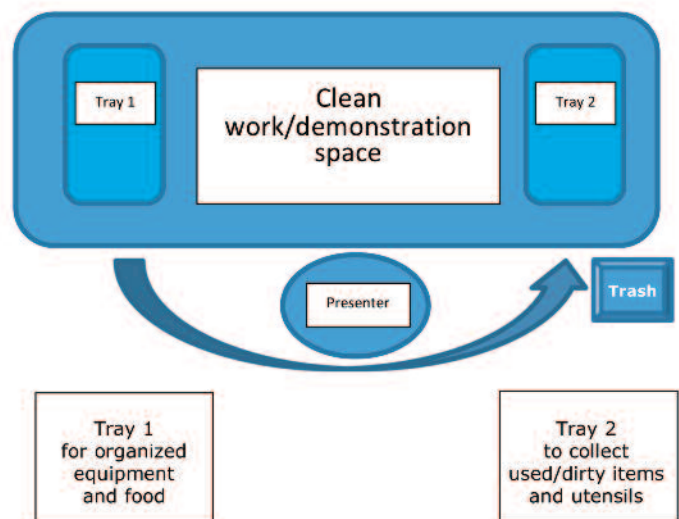 Tray 1
Clean
work/demonstration
space
Tray 2
Presenter
Trash
Tray 1
for organized
equipment
and food
Tray 2
to collect
used/dirty items
and utensils